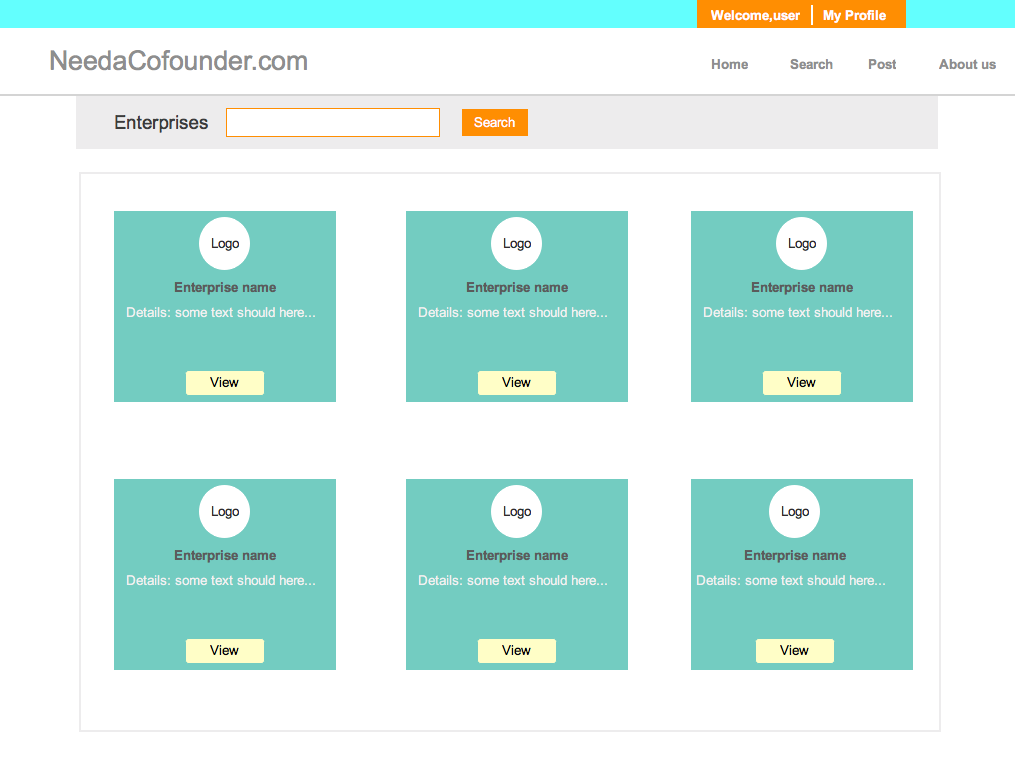 Welcome,user My Profile
NeedaCofounder.com
Home Search Post About us
Enterprises Search
Logo Logo Logo
Enterprise name Enterprise name Enterprise name
Details: some text should here... Details: some text should here... Details: some text should here...
View View View
Logo Logo Logo
Enterprise name Enterprise name Enterprise name
Details: some text should here... Details: some text should here... Details: some text should here...
View View View